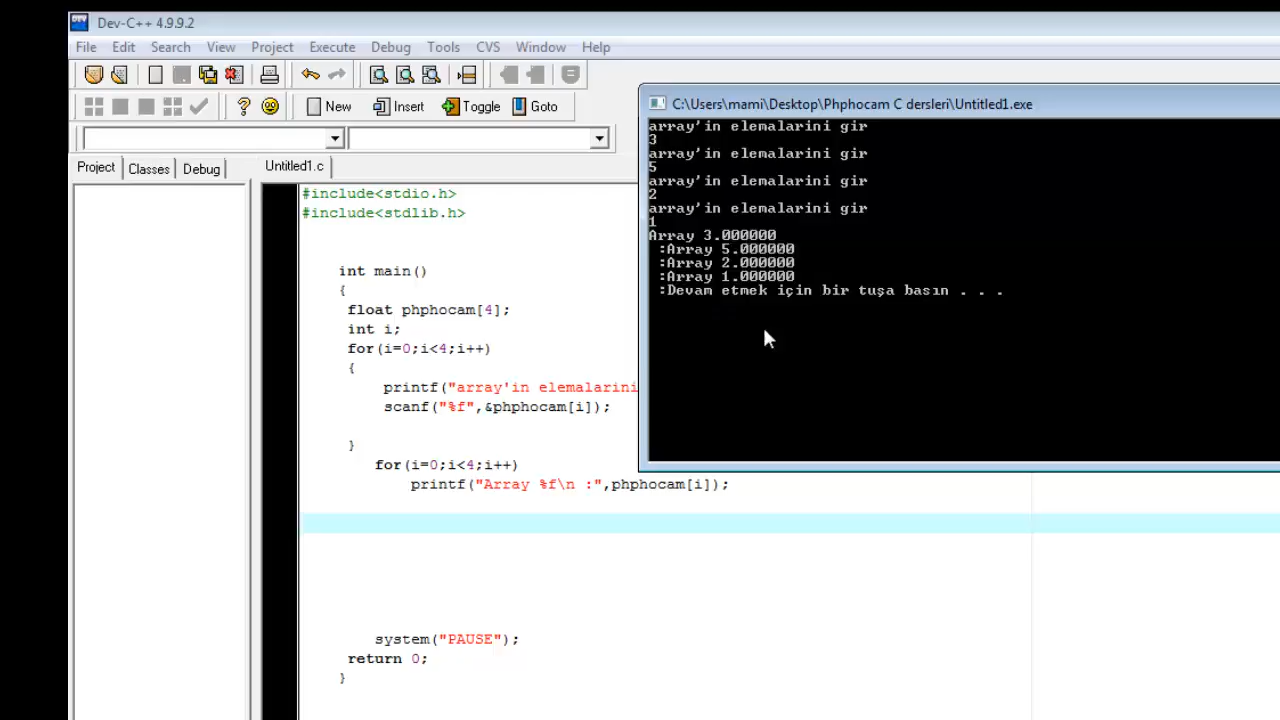 Dev-C++ 4.9.9.2
File Edit Search View Project Execute Debug Tools CVS Window Help
New Insert Toggle Goto
Project Classes Debug
Untitled1.c
#include<stdio.h>
#include<stdlib.h>
int main()
{
float phphocam[4];
int i;
for(i=0;i<4;i++)
{
printf("array'in elemalarini
scanf("%f",&phphocam[i]);
}
for(i=0;i<4;i++)
printf("Array %f\n :",phphocam[i]);
system("PAUSE");
return 0;
}
C:\Users\mami\Desktop\Phphocam C dersleri\Untitled1.exe
array'in elemalarini gir
3
array'in elemalarini gir
5
array'in elemalarini gir
2
array'in elemalarini gir
1
Array 3.000000
:Array 5.000000
:Array 2.000000
:Array 1.000000
:Devam etmek için bir tuşa basın . . .